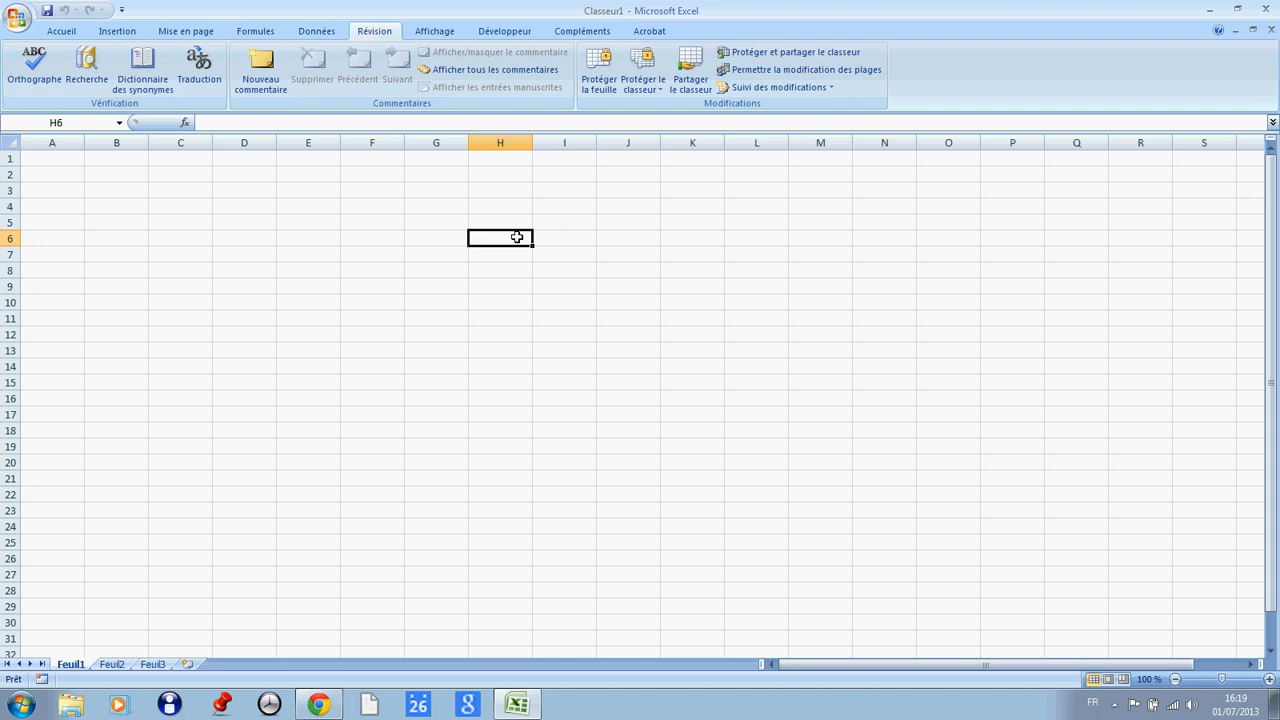 Classeur1 - Microsoft Excel
Accueil Insertion Mise en page Formules Données Révision Affichage Développeur Compléments Acrobat
ABC
Orthographe
Recherche
Dictionnaire
des synonymes
Traduction
Vérification
Nouveau
commentaire
Supprimer
Précédent
Suivant
Afficher/masquer le commentaire
Afficher tous les commentaires
Afficher les entrées manuscrites
Commentaires
Protéger
la feuille
Protéger le
classeur
Partager
le classeur
Protéger et partager le classeur
Permettre la modification des plages
Suivi des modifications
Modifications
H6 fx
A B C D E F G H I J K L M N O P Q R S
1
2
3
4
5
6
7
8
9
10
11
12
13
14
15
16
17
18
19
20
21
22
23
24
25
26
27
28
29
30
31
32
Feuil1 Feuil2 Feuil3
Prêt 100 %
26 g FR 16:19
01/07/2013